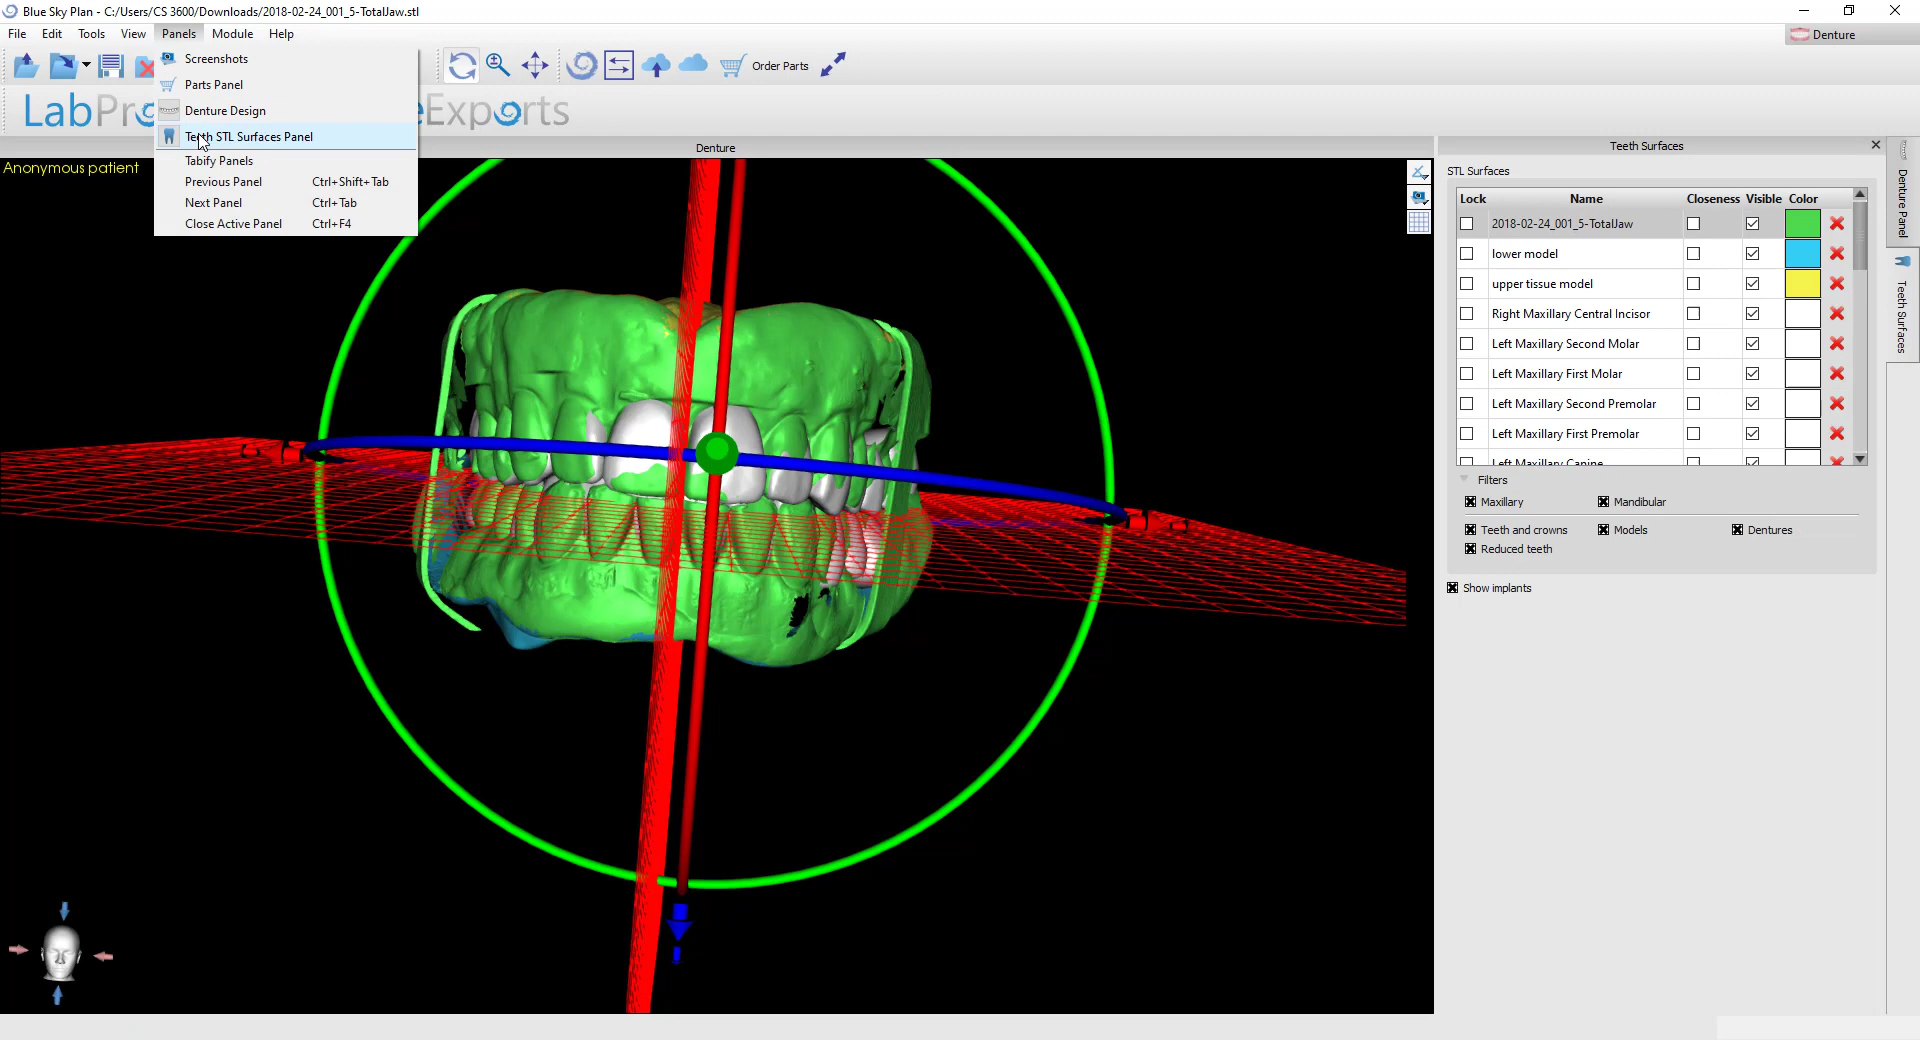 Blue Sky Plan - C:/Users/CS 3600/Downloads/2018-02-24_001_5-TotalJaw.stl
File Edit Tools View Panels Module Help
Denture
Screenshots
Parts Panel
Denture Design
Teeth STL Surfaces Panel
Tabify Panels
Previous Panel Ctrl+Shift+Tab
Next Panel Ctrl+Tab
Close Active Panel Ctrl+F4
Order Parts
LabPro
eExports
Denture
Anonymous patient
Teeth Surfaces
STL Surfaces
Lock Name Closeness Visible Color
2018-02-24_001_5-TotalJaw
lower model
upper tissue model
Right Maxillary Central Incisor
Left Maxillary Second Molar
Left Maxillary First Molar
Left Maxillary Second Premolar
Left Maxillary First Premolar
Left Maxillary Canine
Filters
Maxillary Mandibular
Teeth and crowns Models Dentures
Reduced teeth
Show implants
Denture Panel
Teeth Surfaces